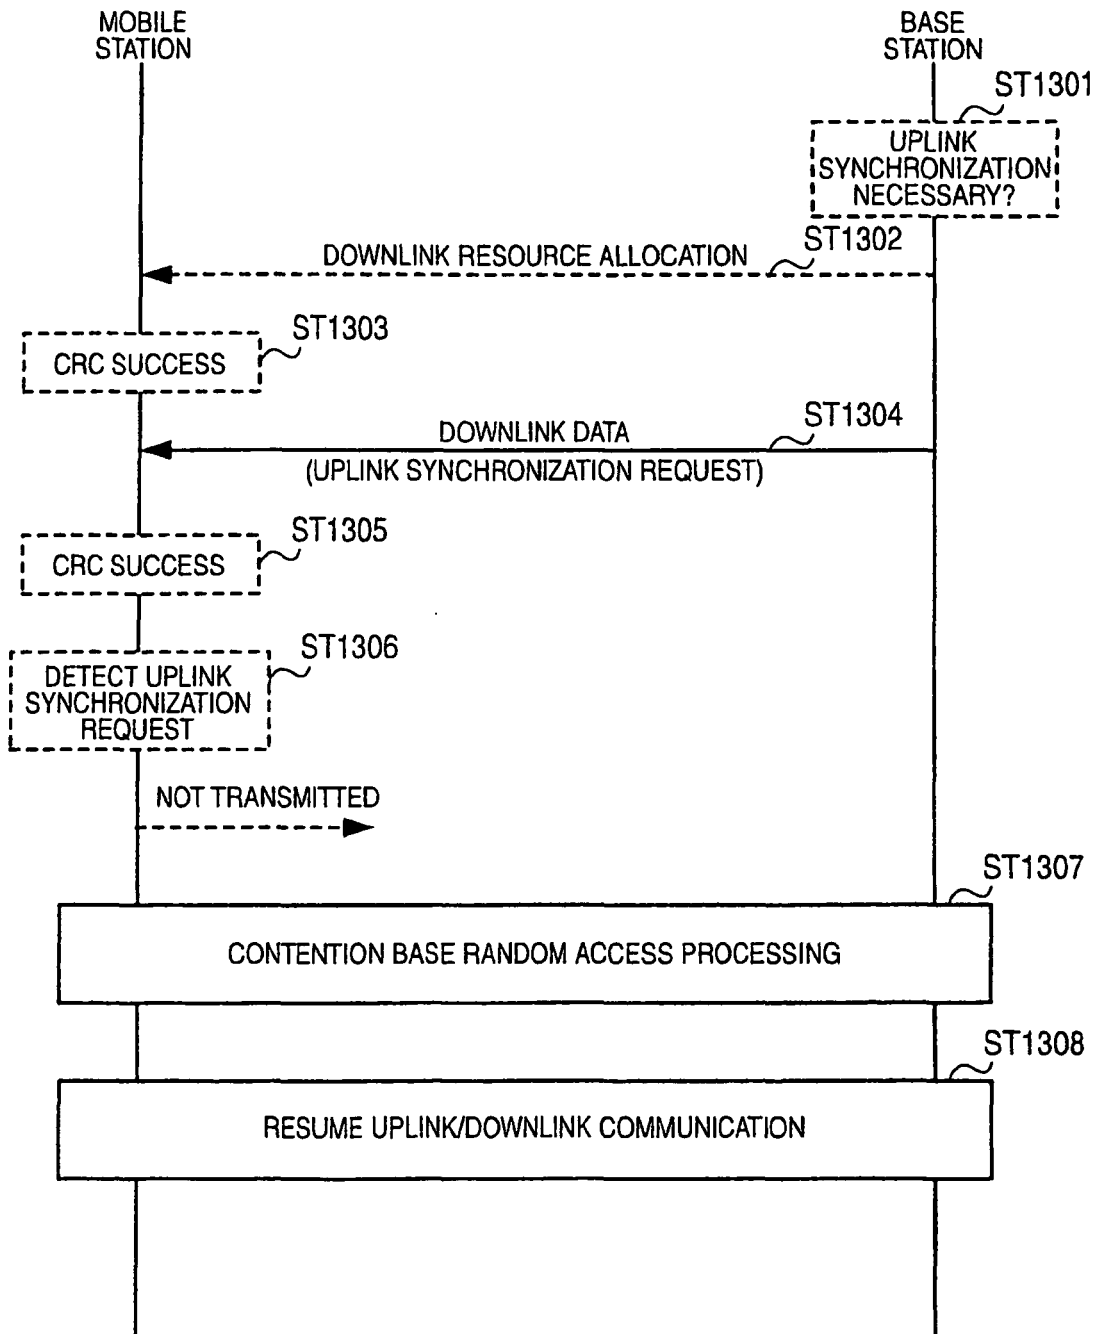 MOBILE
STATION
BASE
STATION
ST1301
UPLINK
SYNCHRONIZATION
NECESSARY?
ST1302
DOWNLINK RESOURCE ALLOCATION
ST1303
CRC SUCCESS
ST1304
DOWNLINK DATA
(UPLINK SYNCHRONIZATION REQUEST)
ST1305
CRC SUCCESS
ST1306
DETECT UPLINK
SYNCHRONIZATION
REQUEST
NOT TRANSMITTED
ST1307
CONTENTION BASE RANDOM ACCESS PROCESSING
ST1308
RESUME UPLINK/DOWNLINK COMMUNICATION